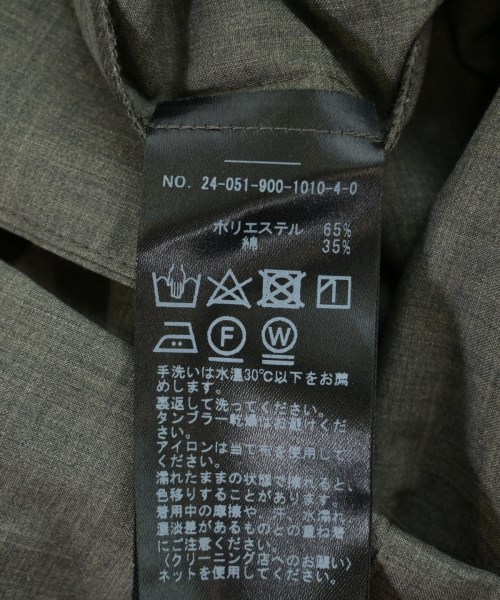 NO. 24-051-900-1010-4-0
ポリエステル 65%
綿 35%
F W
手洗いは水温30℃以下をお薦
めします。
裏返して洗ってください。
タンブラー乾燥はお避けくだ
さい。
アイロンは当て布を使用して
ください。
濡れたままの状態で擦れると、
色移りすることがあります。
着用中の摩擦や 水濡れ
濃淡差があるものとの重ね着
にご注意ください。
〈クリーニング店へのお願い〉
ネットを使用してください。